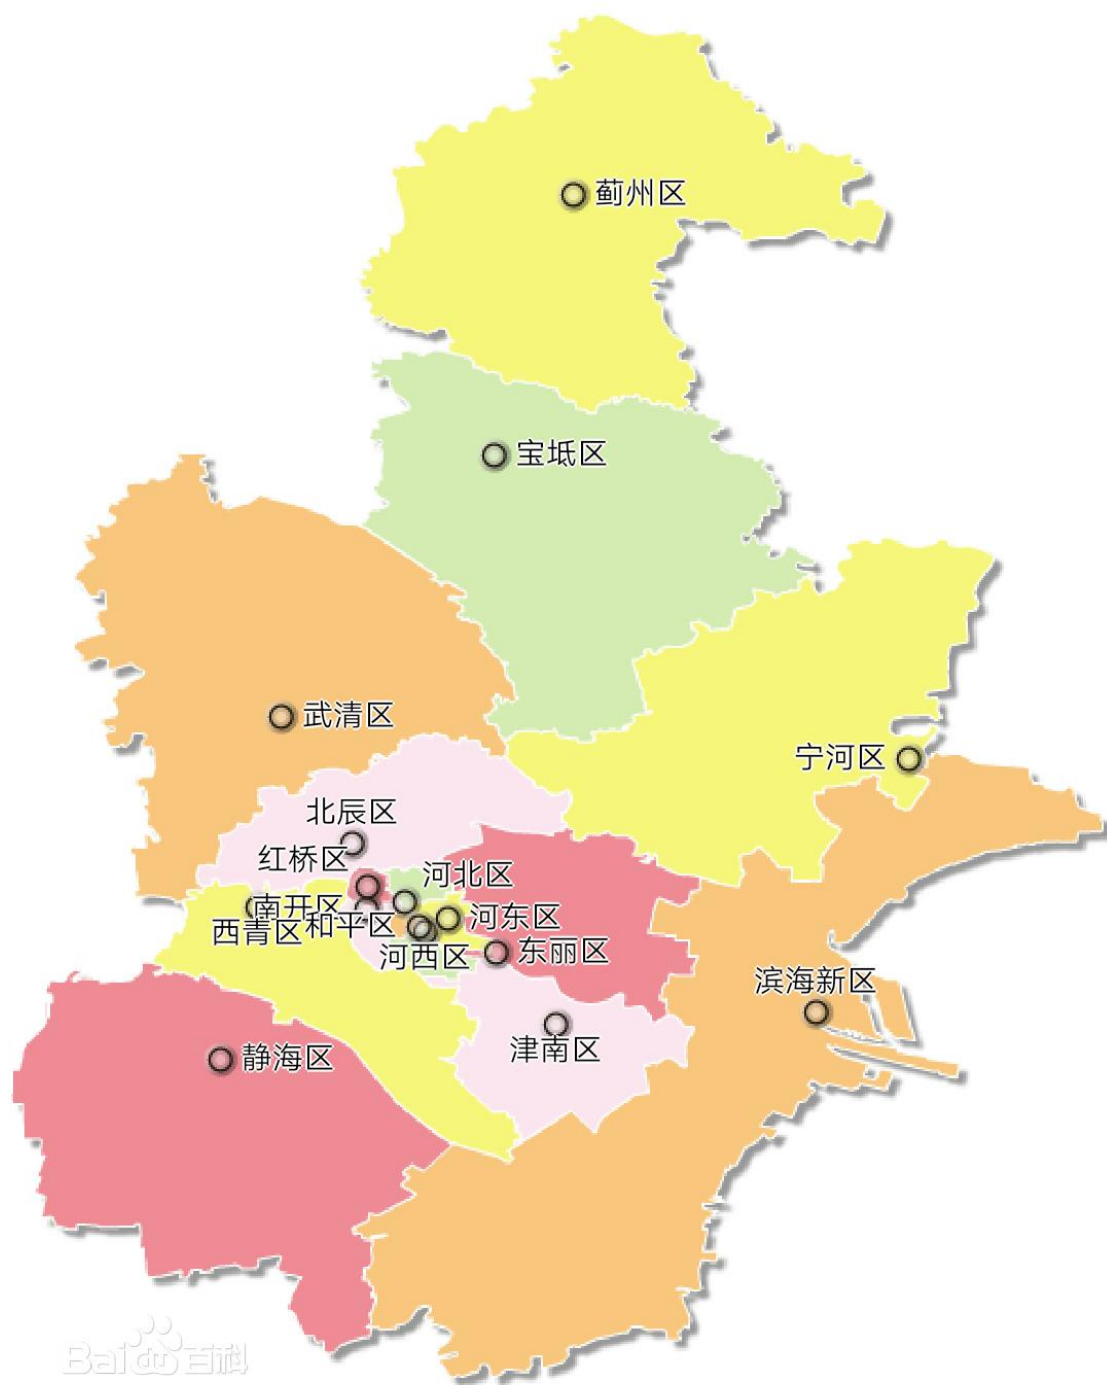 蓟州区
宝坻区
武清区
宁河区
北辰区
红桥区
河北区
南开区
河东区
西青区
和平区
河西区
东丽区
滨海新区
津南区
静海区
Bai百科